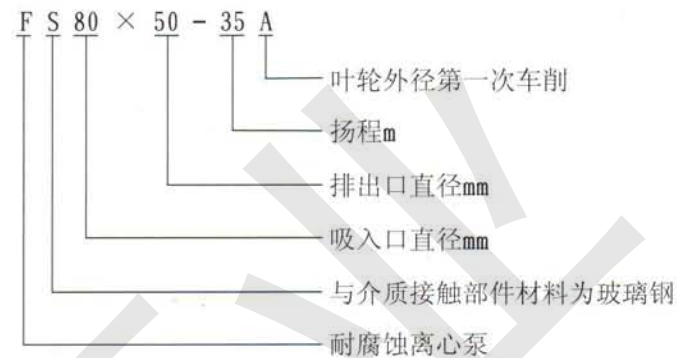 FS80×50-35A
叶轮外径第一次车削
扬程m
排出口直径mm
吸入口直径mm
与介质接触部件材料为玻璃钢
耐腐蚀离心泵